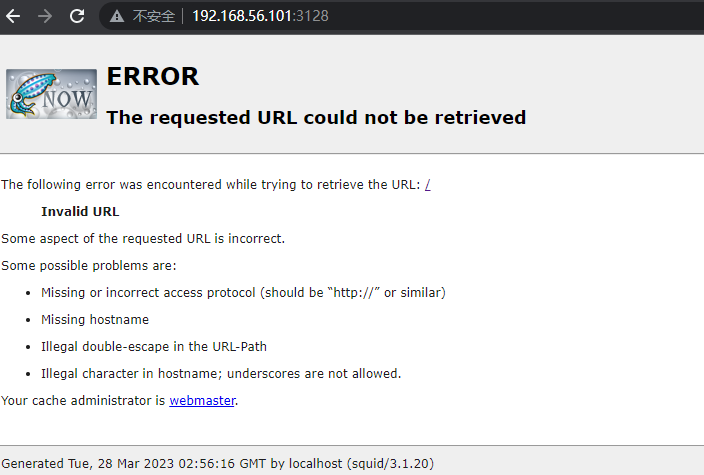 不安全 | 192.168.56.101:3128
NOW
ERROR
The requested URL could not be retrieved
The following error was encountered while trying to retrieve the URL: /
Invalid URL
Some aspect of the requested URL is incorrect.
Some possible problems are:
• Missing or incorrect access protocol (should be “http://” or similar)
• Missing hostname
• Illegal double-escape in the URL-Path
• Illegal character in hostname; underscores are not allowed.
Your cache administrator is webmaster.
Generated Tue, 28 Mar 2023 02:56:16 GMT by localhost (squid/3.1.20)